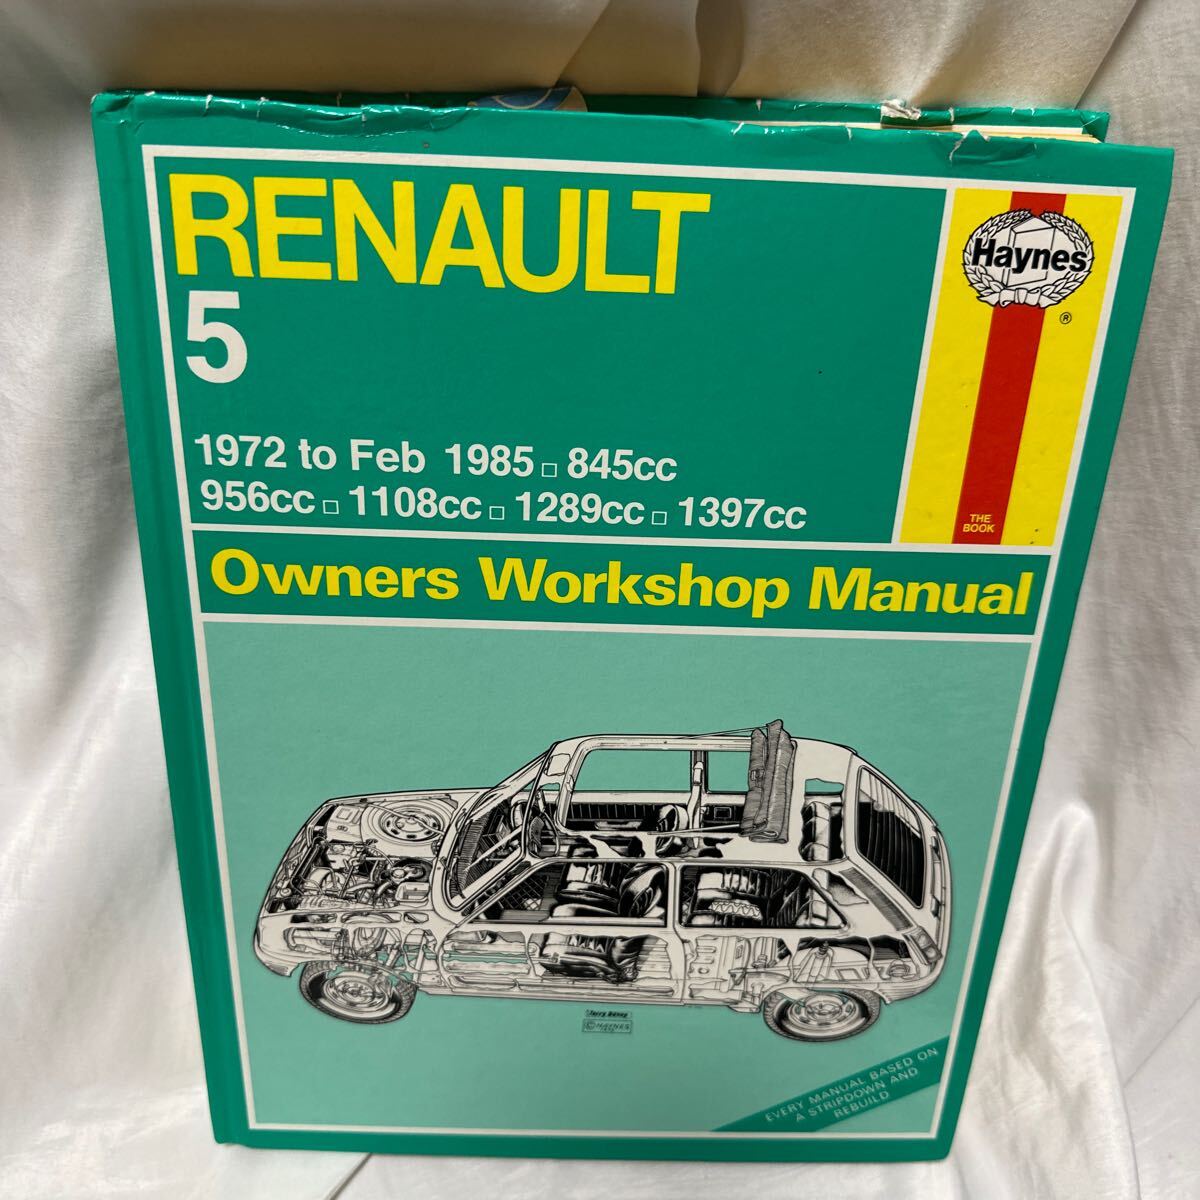 RENAULT
5
Haynes
®
1972 to Feb 1985 □ 845cc
956cc □ 1108cc □ 1289cc □ 1397cc
THE
BOOK
Owners Workshop Manual
© HAYNES
EVERY MANUAL BASED ON
A STRIPDOWN AND
REBUILD